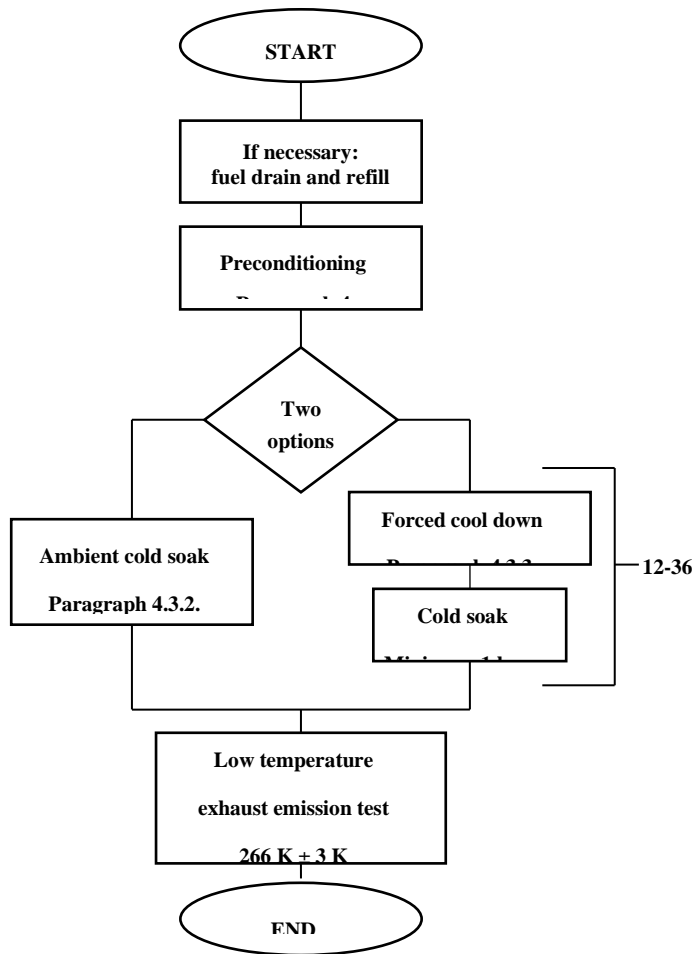 START
If necessary:
fuel drain and refill
Preconditioning
Two
options
Forced cool down
Ambient cold soak
Paragraph 4.3.2.
12-36
Cold soak
Low temperature
exhaust emission test
266 K ± 3 K
END